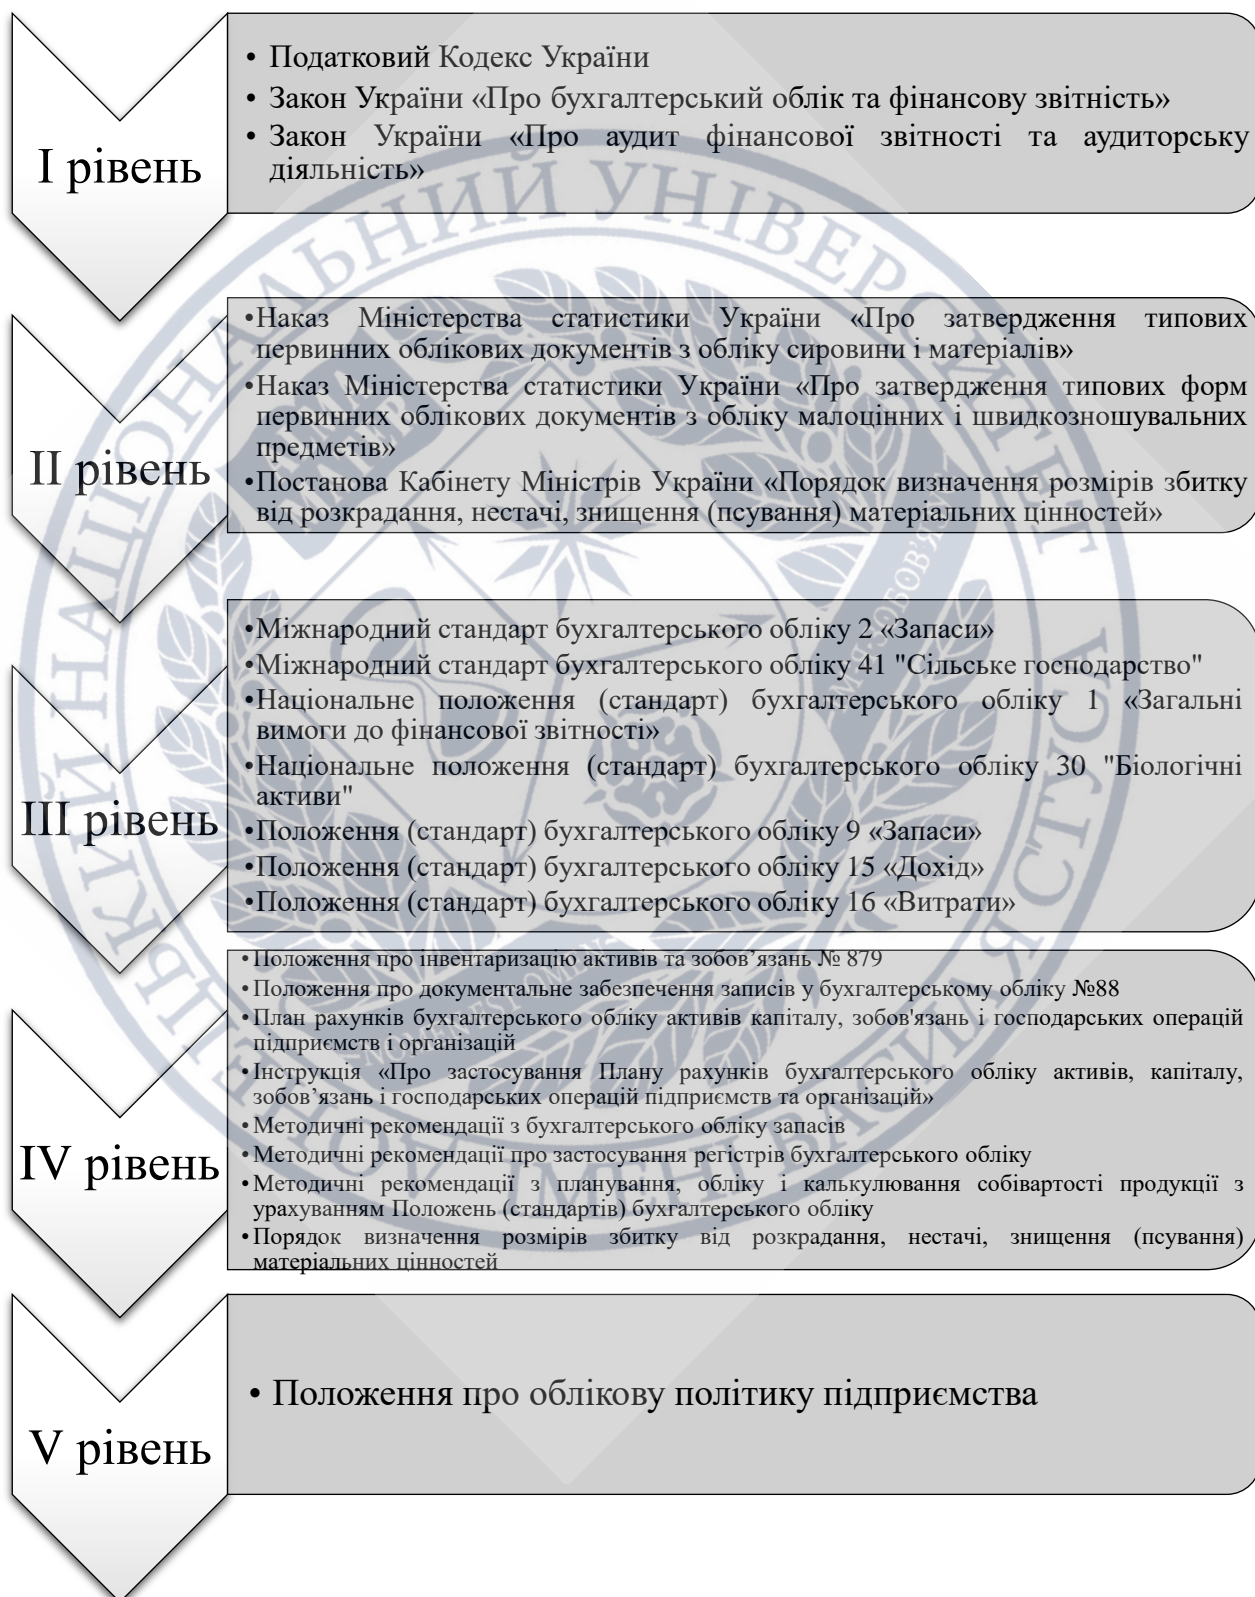 I рівень
• Податковий Кодекс України
• Закон України «Про бухгалтерський облік та фінансову звітність»
• Закон України «Про аудит фінансової звітності та аудиторську
діяльність»
II рівень
•Наказ Міністерства статистики України «Про затвердження типових
первинних облікових документів з обліку сировини і матеріалів»
•Наказ Міністерства статистики України «Про затвердження типових форм
первинних облікових документів з обліку малоцінних і швидкозношувальних
предметів»
•Постанова Кабінету Міністрів України «Порядок визначення розмірів збитку
від розкрадання, нестачі, знищення (псування) матеріальних цінностей»
III рівень
•Міжнародний стандарт бухгалтерського обліку 2 «Запаси»
•Міжнародний стандарт бухгалтерського обліку 41 "Сільське господарство"
•Національне положення (стандарт) бухгалтерського обліку 1 «Загальні
вимоги до фінансової звітності»
•Національне положення (стандарт) бухгалтерського обліку 30 "Біологічні
активи"
•Положення (стандарт) бухгалтерського обліку 9 «Запаси»
•Положення (стандарт) бухгалтерського обліку 15 «Дохід»
•Положення (стандарт) бухгалтерського обліку 16 «Витрати»
IV рівень
•Положення про інвентаризацію активів та зобов’язань № 879
•Положення про документальне забезпечення записів у бухгалтерському обліку №88
•План рахунків бухгалтерського обліку активів капіталу, зобов'язань і господарських операцій
підприємств і організацій
•Інструкція «Про застосування Плану рахунків бухгалтерського обліку активів, капіталу,
зобов’язань і господарських операцій підприємств та організацій»
•Методичні рекомендації з бухгалтерського обліку запасів
•Методичні рекомендації про застосування регістрів бухгалтерського обліку
•Методичні рекомендації з планування, обліку і калькулювання собівартості продукції з
урахуванням Положень (стандартів) бухгалтерського обліку
•Порядок визначення розмірів збитку від розкрадання, нестачі, знищення (псування)
матеріальних цінностей
V рівень
• Положення про облікову політику підприємства